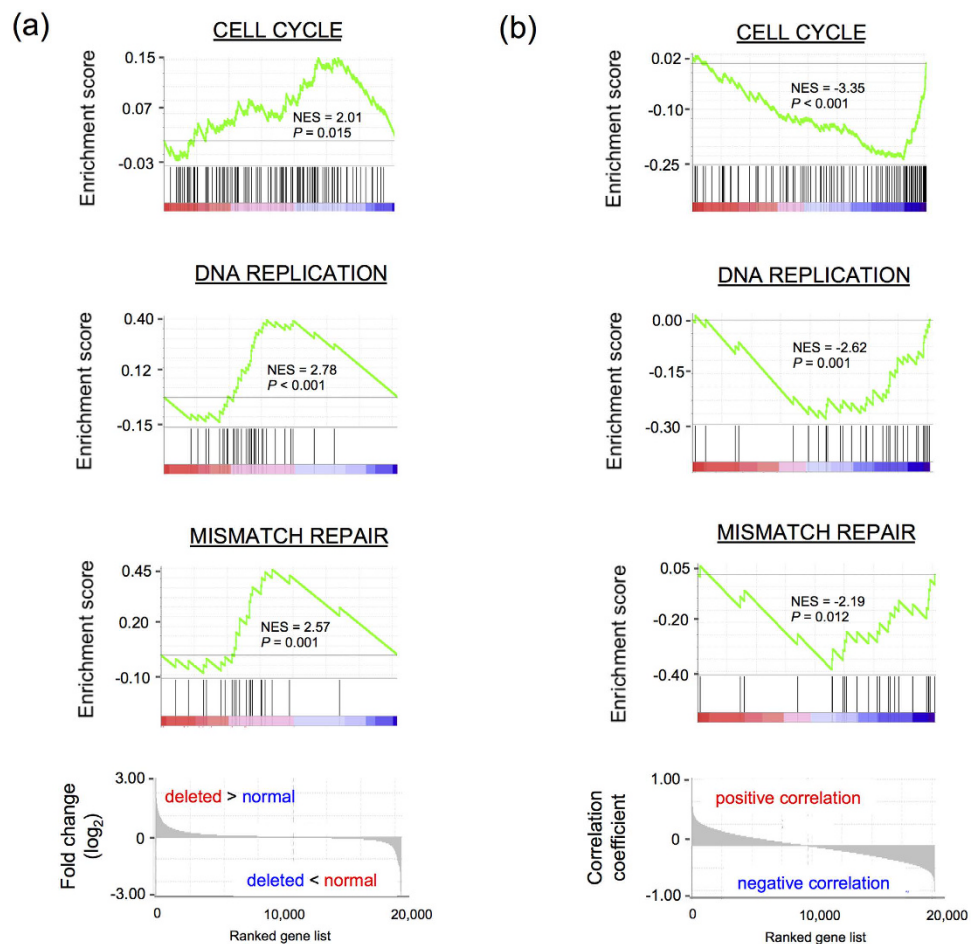 (a)
CELL CYCLE
Enrichment score
0.15
0.07
-0.03
NES = 2.01
P = 0.015
DNA REPLICATION
Enrichment score
0.40
0.12
-0.15
NES = 2.78
P < 0.001
MISMATCH REPAIR
Enrichment score
0.45
0.20
-0.10
NES = 2.57
P = 0.001
Fold change
(log2)
3.00
0
-3.00
deleted > normal
deleted < normal
0
10,000
20,000
Ranked gene list
(b)
CELL CYCLE
Enrichment score
0.02
-0.10
-0.25
NES = -3.35
P < 0.001
DNA REPLICATION
Enrichment score
0.00
-0.15
-0.30
NES = -2.62
P = 0.001
MISMATCH REPAIR
Enrichment score
0.05
-0.20
-0.40
NES = -2.19
P = 0.012
Correlation
coefficient
1.00
0
-1.00
positive correlation
negative correlation
0
10,000
20,000
Ranked gene list